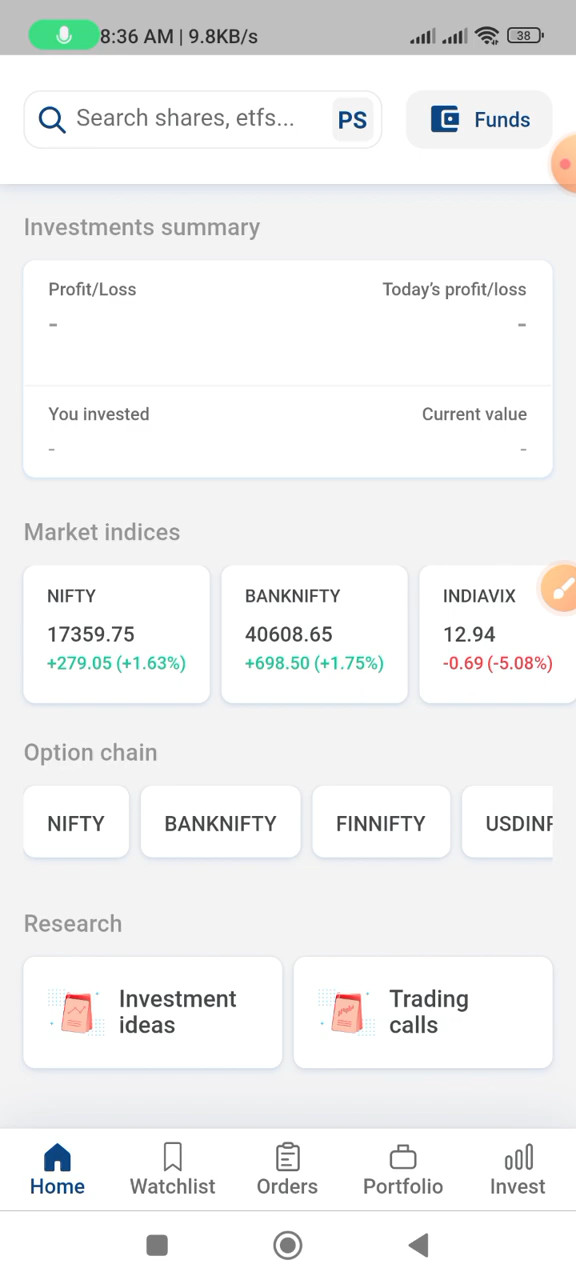 8:36 AM | 9.8KB/s
38
Search shares, etfs...
PS
Funds
Investments summary
Profit/Loss
Today's profit/loss
-
-
You invested
Current value
-
-
Market indices
NIFTY
17359.75
+279.05 (+1.63%)
BANKNIFTY
40608.65
+698.50 (+1.75%)
INDIAVIX
12.94
-0.69 (-5.08%)
Option chain
NIFTY
BANKNIFTY
FINNIFTY
USDINR
Research
Investment
ideas
Trading
calls
Home
Watchlist
Orders
Portfolio
Invest